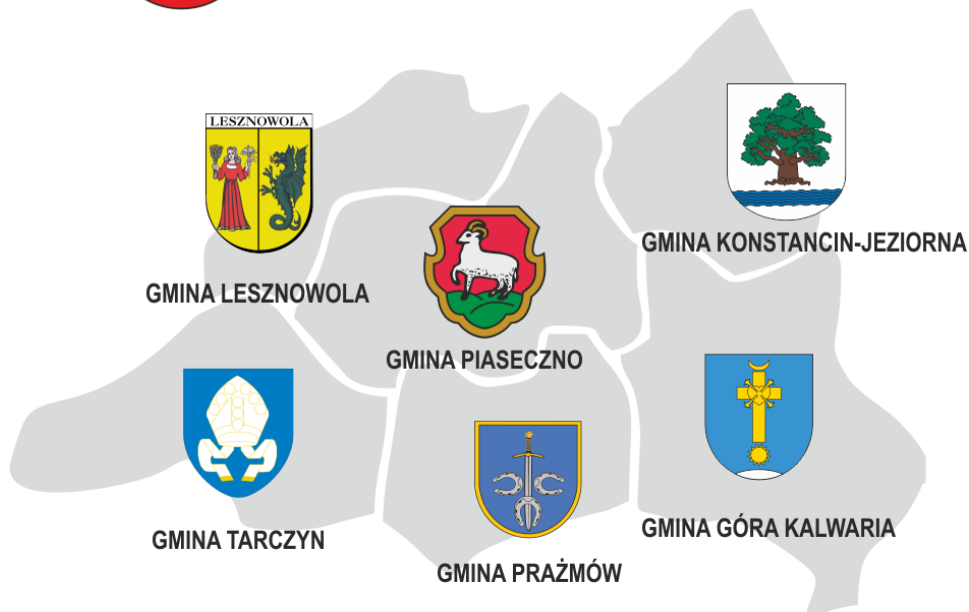 LESZNOWOLA
GMINA KONSTANCIN-JEZIORNA
GMINA LESZNOWOLA
GMINA PIASECZNO
GMINA TARCZYN
GMINA GÓRA KALWARIA
GMINA PRAŻMÓW